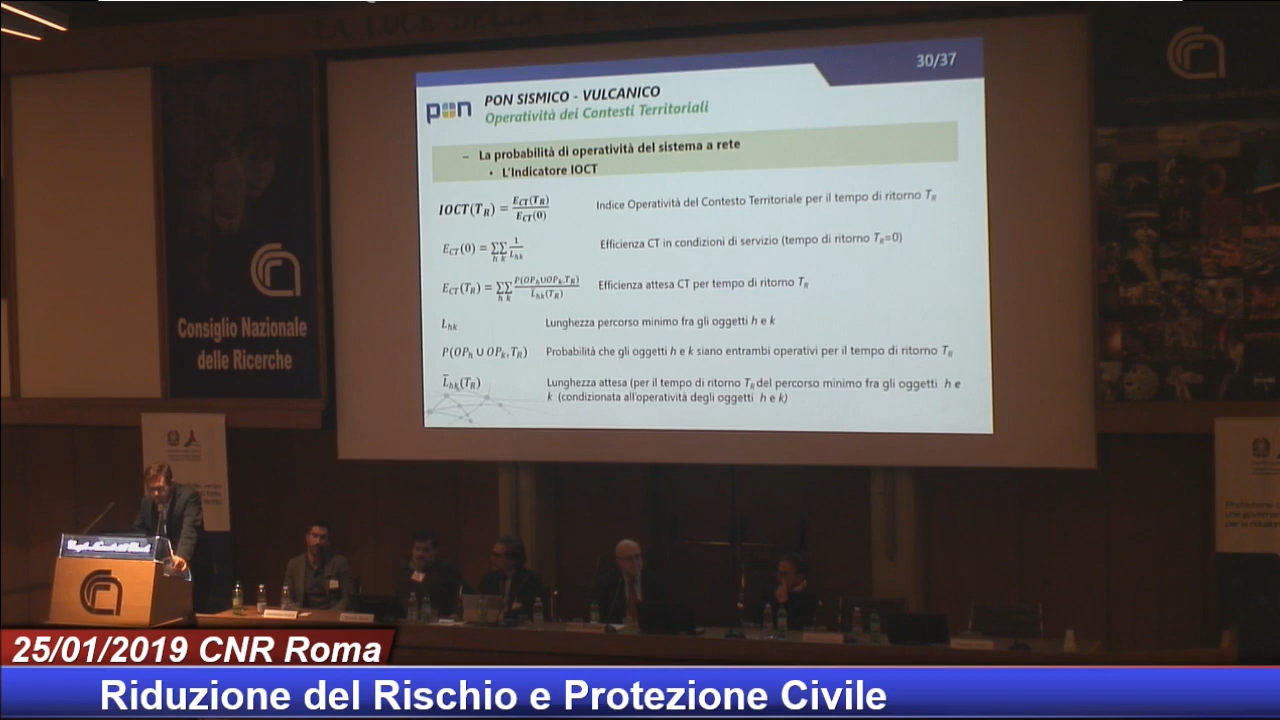 LA LUCE DELLA
30/37
pon
PON SISMICO - VULCANICO
Operatività dei Contesti Territoriali
– La probabilità di operatività del sistema a rete
• L'Indicatore IOCT
IOCT(T_R) = E_CT(T_R) / E_CT(0) Indice Operatività del Contesto Territoriale per il tempo di ritorno T_R
E_CT(0) = ∑_h ∑_k 1 / L_hk Efficienza CT in condizioni di servizio (tempo di ritorno T_R=0)
E_CT(T_R) = ∑_h ∑_k P(OP_h∪OP_k,T_R) / L̄_hk(T_R) Efficienza attesa CT per tempo di ritorno T_R
L_hk Lunghezza percorso minimo fra gli oggetti h e k
P(OP_h ∪ OP_k, T_R) Probabilità che gli oggetti h e k siano entrambi operativi per il tempo di ritorno T_R
L̄_hk(T_R) Lunghezza attesa (per il tempo di ritorno T_R del percorso minimo fra gli oggetti h e
k (condizionata all'operatività degli oggetti h e k)
Consiglio Nazionale
delle Ricerche
25/01/2019 CNR Roma
Riduzione del Rischio e Protezione Civile